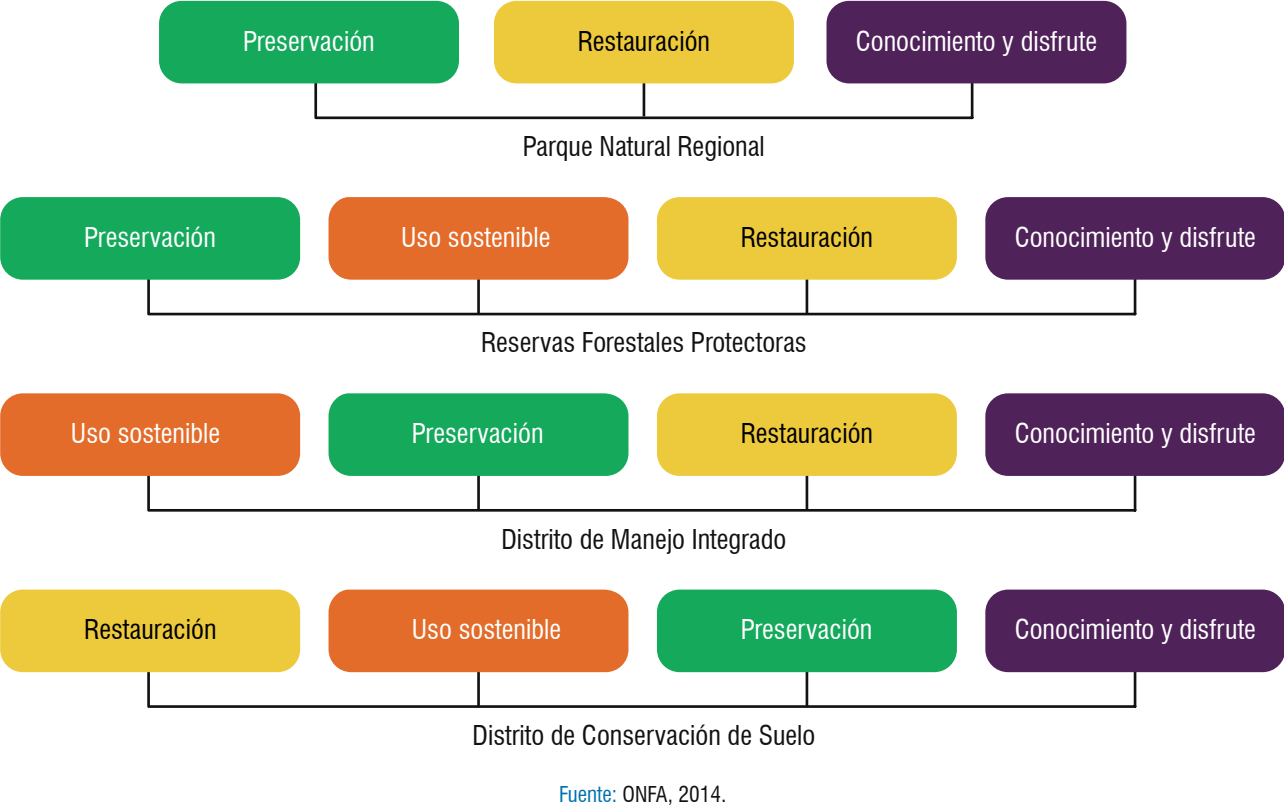 Preservación
Restauración
Conocimiento y disfrute
Parque Natural Regional
Preservación
Uso sostenible
Restauración
Conocimiento y disfrute
Reservas Forestales Protectoras
Uso sostenible
Preservación
Restauración
Conocimiento y disfrute
Distrito de Manejo Integrado
Restauración
Uso sostenible
Preservación
Conocimiento y disfrute
Distrito de Conservación de Suelo
Fuente: ONFA, 2014.